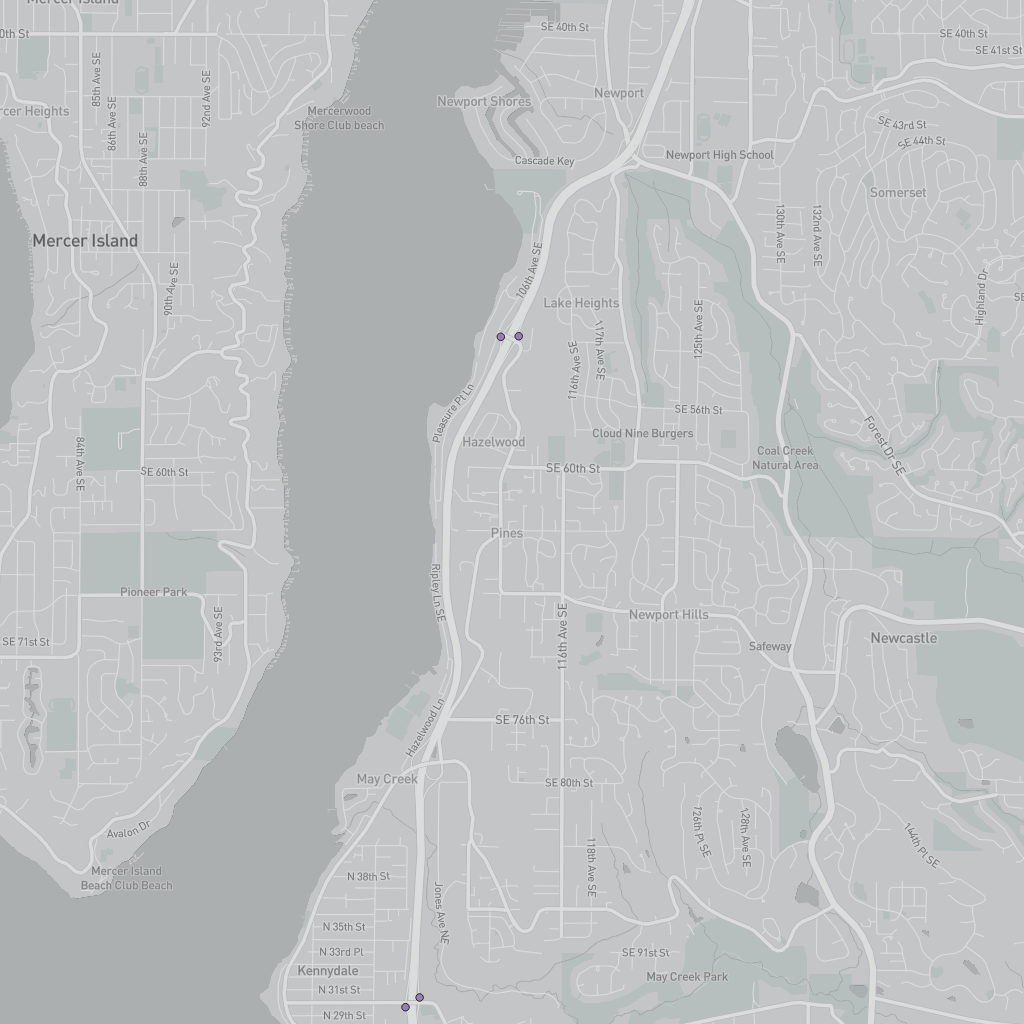 Mercer Island
SE 40th St
0th St
SE 40th St
SE 41st St
85th Ave SE
92nd Ave SE
Newport
Newport Shores
86th Ave SE
rcer Heights
Mercerwood
Shore Club beach
SE 43rd St
SE 44th St
88th Ave SE
Cascade Key
Newport High School
Somerset
130th Ave SE
132nd Ave SE
Mercer Island
90th Ave SE
106th Ave SE
Highland Dr
SE
Lake Heights
125th Ave SE
117th Ave SE
116th Ave SE
Pleasure Pt Ln
SE 56th St
Cloud Nine Burgers
Hazelwood
Forest Dr SE
Coal Creek
Natural Area
84th Ave SE
SE 60th St
SE 60th St
Pines
Pioneer Park
Ripley Ln SE
93rd Ave SE
SE 71st St
116th Ave SE
Newport Hills
Safeway
Newcastle
Hazelwood Ln
SE 76th St
May Creek
SE 80th St
Avalon Dr
126th Pl SE
128th Ave SE
144th Pl SE
118th Ave SE
Mercer Island
Beach Club Beach
N 38th St
Jones Ave NE
N 35th St
N 33rd Pl
SE 91st St
Kennydale
May Creek Park
N 31st St
N 29th St